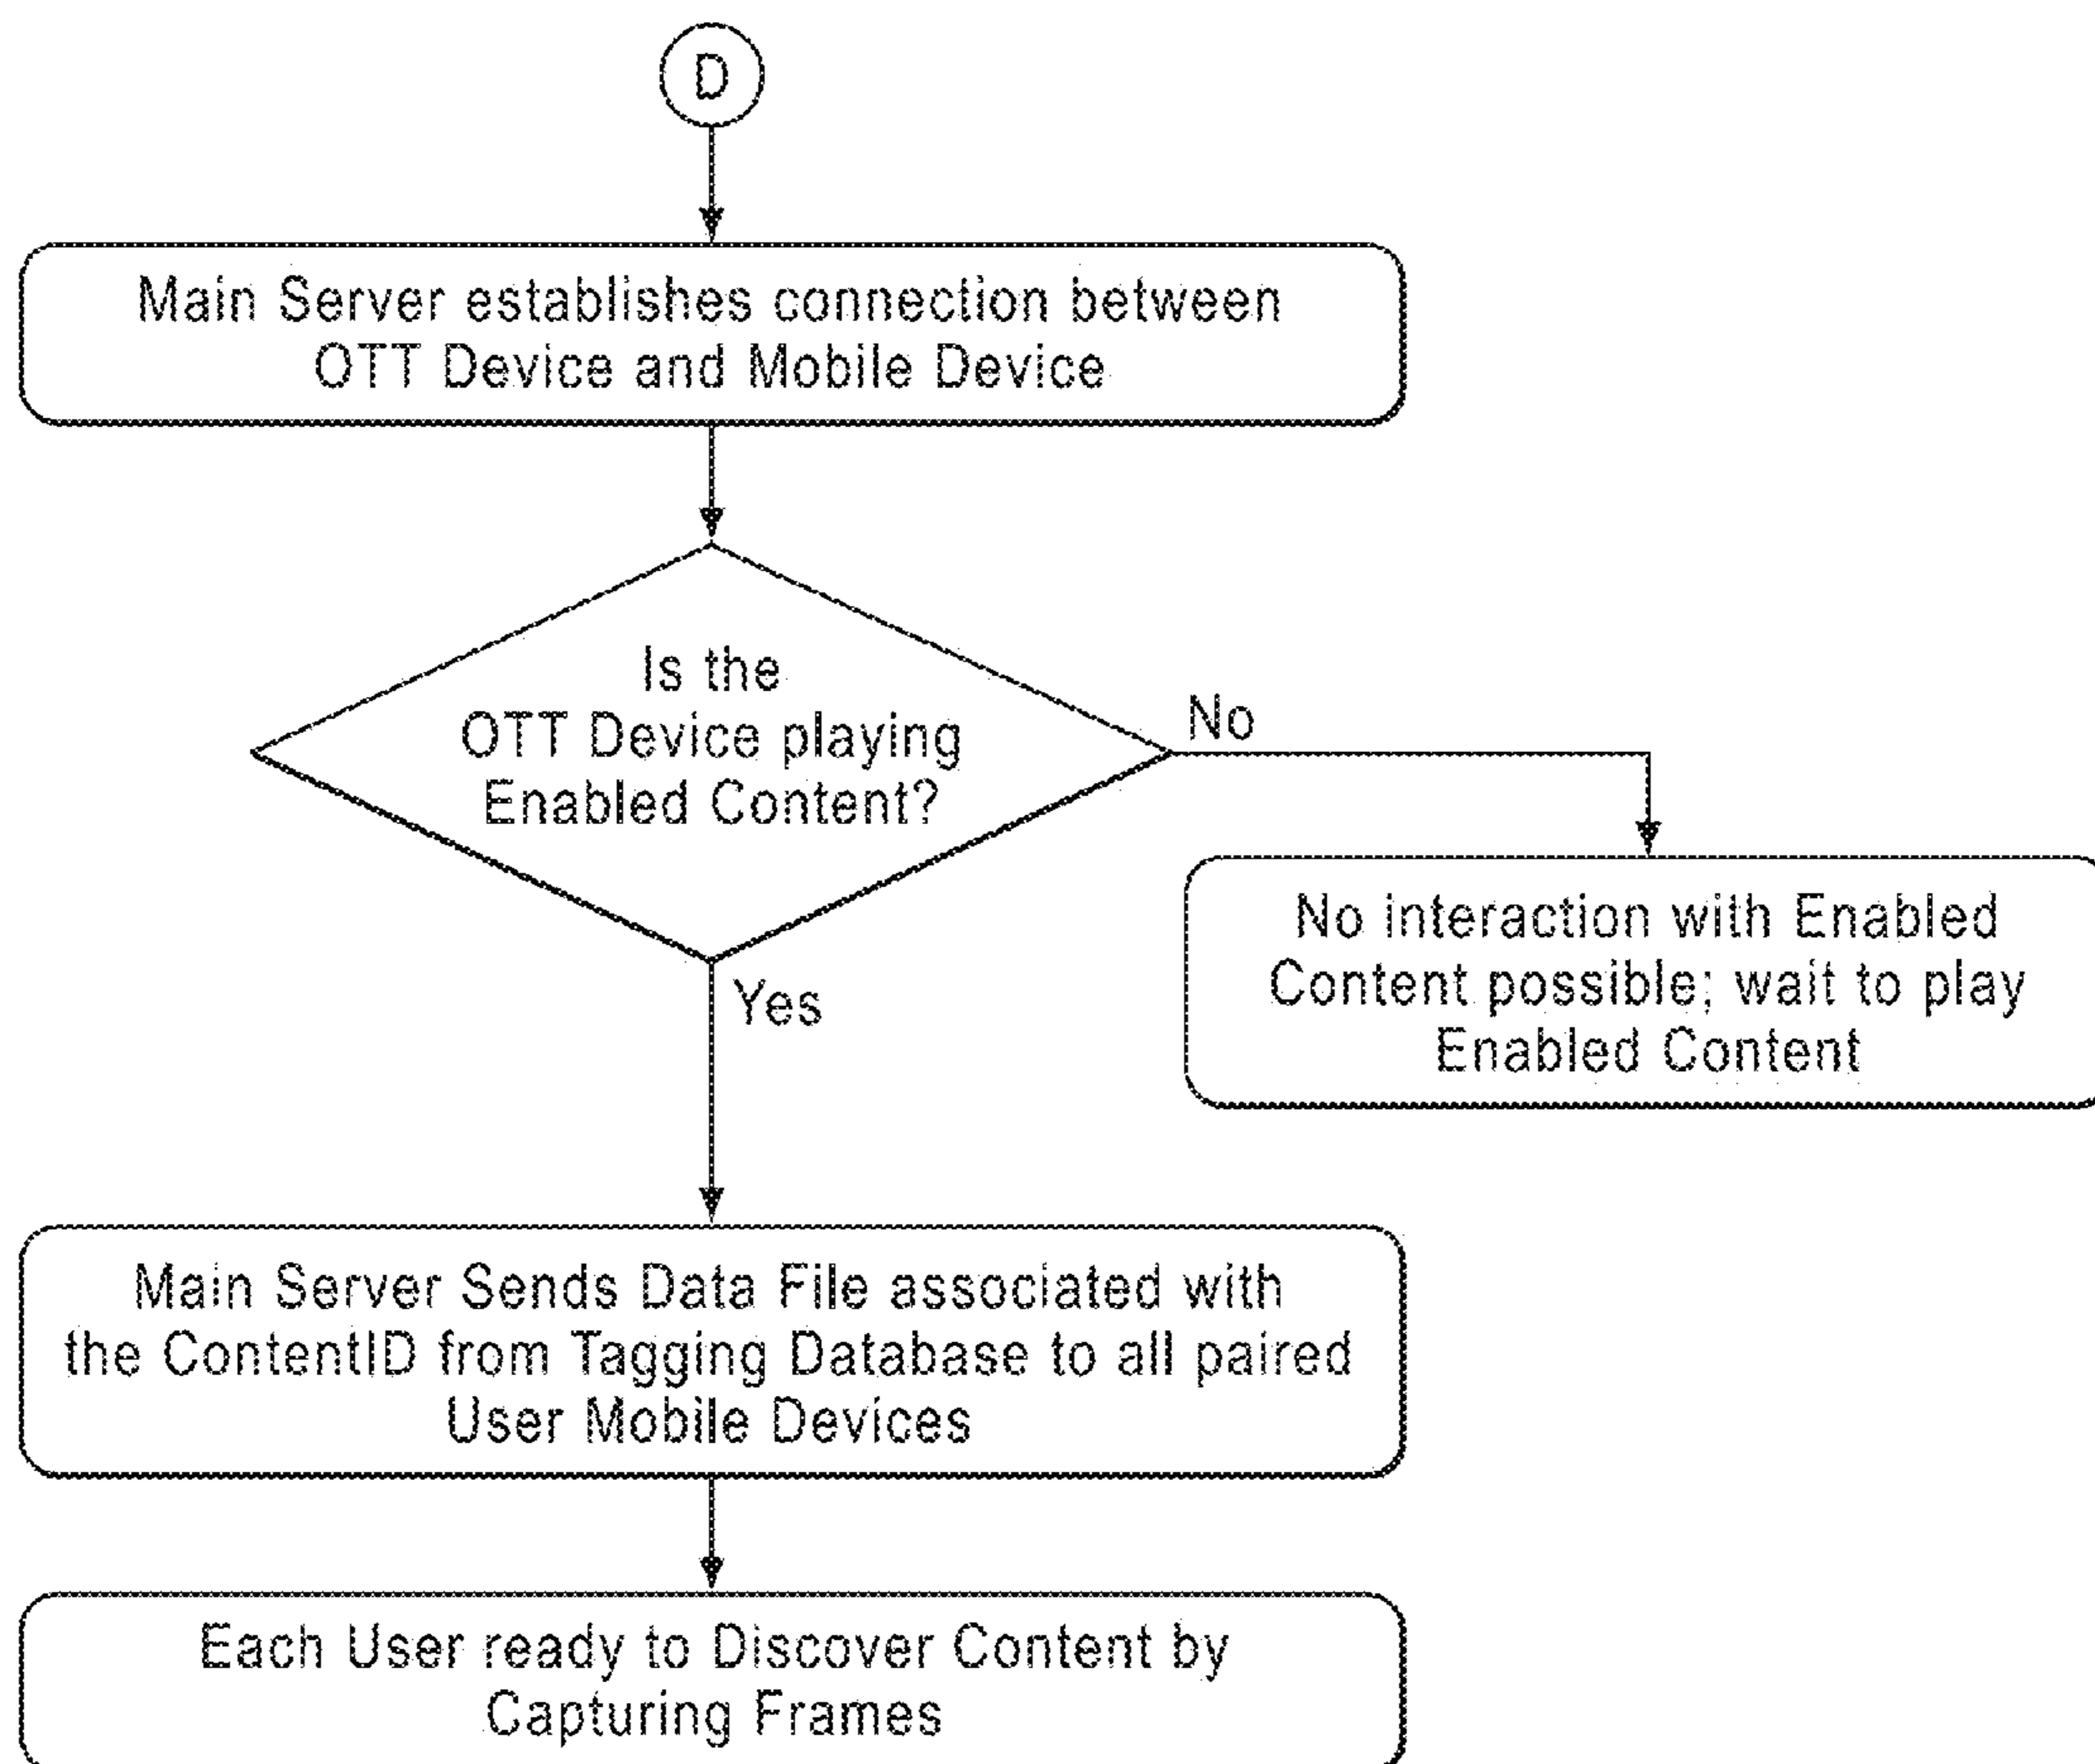 D
Main Server establishes connection between
OTT Device and Mobile Device
Is the
OTT Device playing
Enabled Content?
No
No interaction with Enabled
Content possible; wait to play
Enabled Content
Yes
Main Server Sends Data File associated with
the ContentID from Tagging Database to all paired
User Mobile Devices
Each User ready to Discover Content by
Capturing Frames